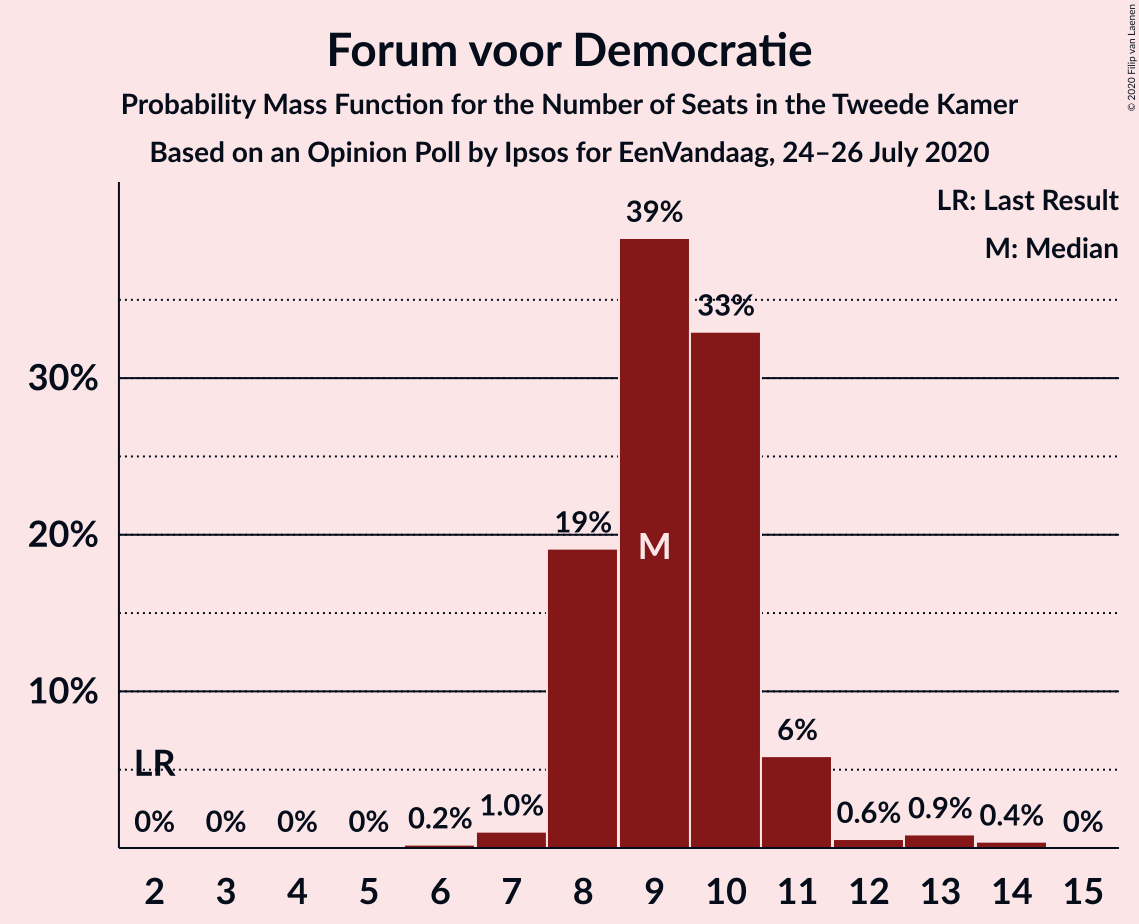 Forum voor Democratie
Probability Mass Function for the Number of Seats in the Tweede Kamer
Based on an Opinion Poll by Ipsos for EenVandaag, 24–26 July 2020
© 2020 Filip van Laenen
LR: Last Result
M: Median
39%
33%
30%
19%
20%
M
10%
6%
LR
0% 0% 0% 0% 0.2% 1.0% 0.6% 0.9% 0.4% 0%
2 3 4 5 6 7 8 9 10 11 12 13 14 15